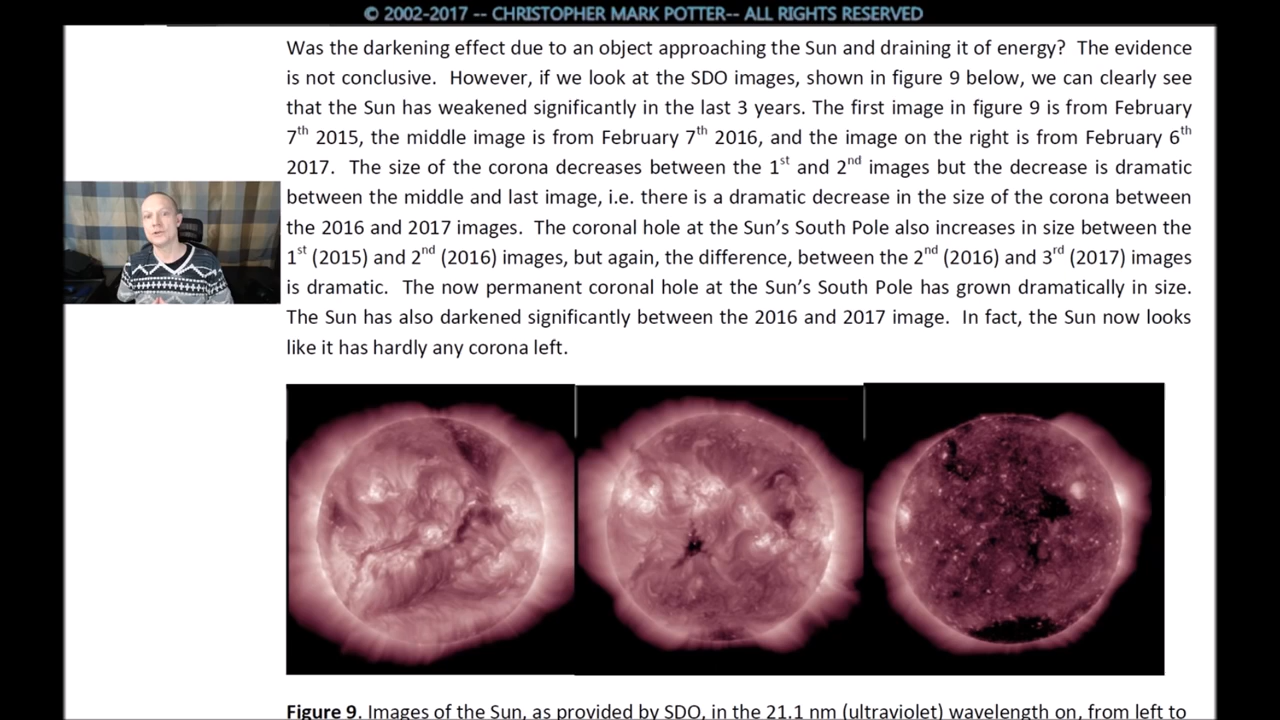 © 2002-2017 -- CHRISTOPHER MARK POTTER-- ALL RIGHTS RESERVED
Was the darkening effect due to an object approaching the Sun and draining it of energy? The evidence
is not conclusive. However, if we look at the SDO images, shown in figure 9 below, we can clearly see
that the Sun has weakened significantly in the last 3 years. The first image in figure 9 is from February
7th 2015, the middle image is from February 7th 2016, and the image on the right is from February 6th
2017. The size of the corona decreases between the 1st and 2nd images but the decrease is dramatic
between the middle and last image, i.e. there is a dramatic decrease in the size of the corona between
the 2016 and 2017 images. The coronal hole at the Sun's South Pole also increases in size between the
1st (2015) and 2nd (2016) images, but again, the difference, between the 2nd (2016) and 3rd (2017) images
is dramatic. The now permanent coronal hole at the Sun's South Pole has grown dramatically in size.
The Sun has also darkened significantly between the 2016 and 2017 image. In fact, the Sun now looks
like it has hardly any corona left.
Figure 9. Images of the Sun, as provided by SDO, in the 21.1 nm (ultraviolet) wavelength on, from left to